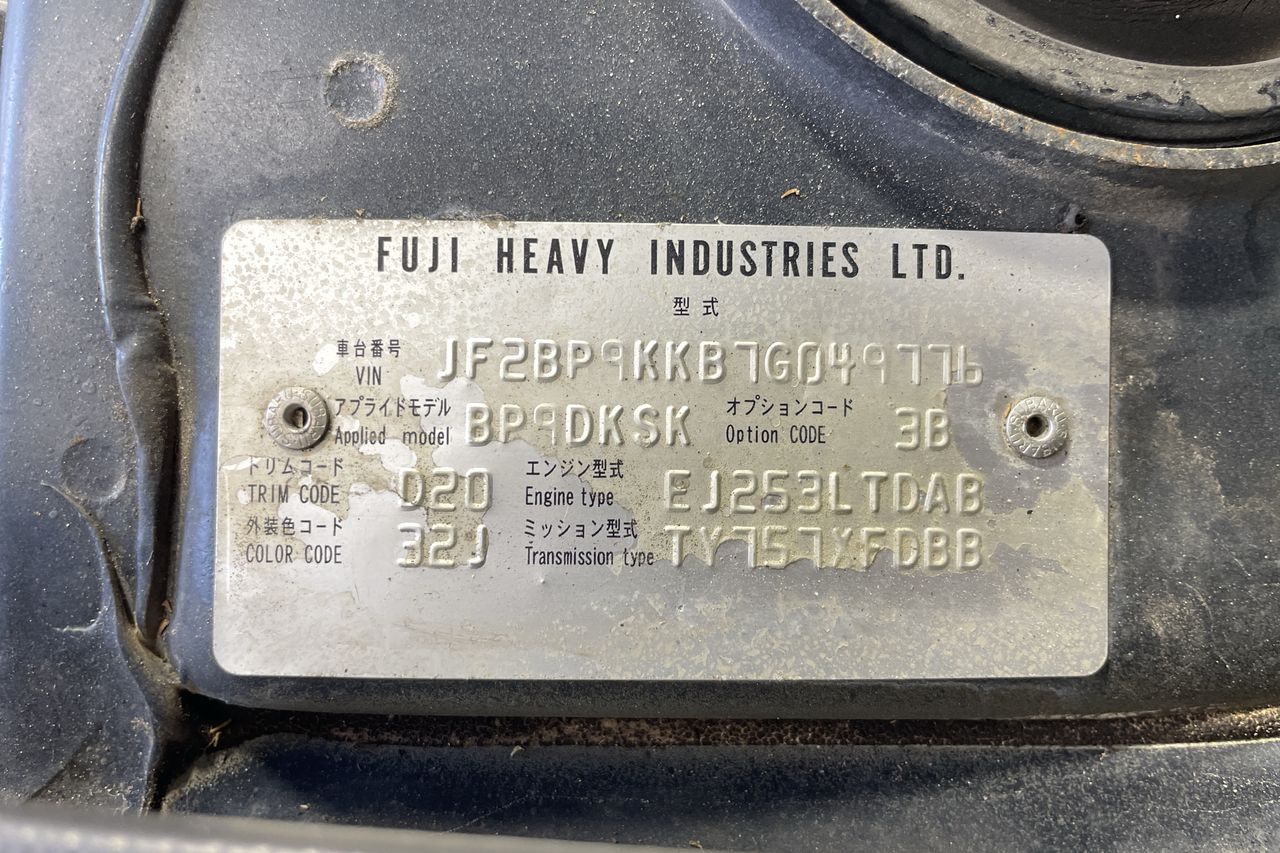 FUJI HEAVY INDUSTRIES LTD.
型式
車台番号
VIN JF2BP9KKB7G049776
アプライドモデル オプションコード
Applied model BP9DKSK Option CODE 3B
トリムコード エンジン型式
TRIM CODE D20 Engine type EJ253LTDAB
外装色コード ミッション型式
COLOR CODE 32J Transmission type TY757XFDBB